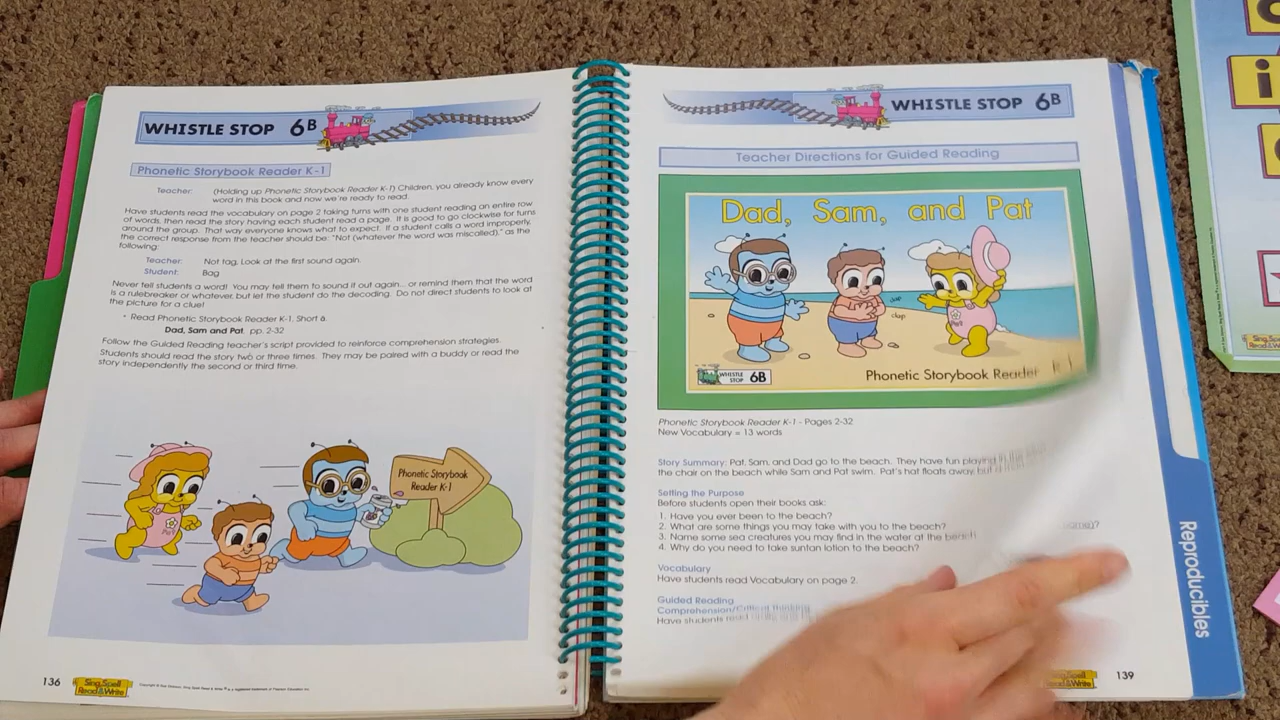 WHISTLE STOP 6B
Phonetic Storybook Reader K-1
Teacher: (Holding up Phonetic Storybook Reader K-1) Children, you already know every
word in this book and now we're ready to read.
Have students read the vocabulary on page 2 taking turns with one student reading an entire row
of words, then read the story having each student read a page. It is good to go clockwise for turns
around the group. That way everyone knows what to expect. If a student calls a word improperly,
the correct response from the teacher should be: "Not (whatever the word was miscalled)," as the
following:
Teacher: Not tag, Look at the first sound again.
Student: Bag
Never tell students a word! You may tell them to sound it out again... or remind them that the word
is a rulebreaker or whatever, but let the student do the decoding. Do not direct students to look at
the picture for a clue!
• Read Phonetic Storybook Reader K-1, Short ă.
Dad, Sam and Pat, pp. 2-32
Follow the Guided Reading teacher's script provided to reinforce comprehension strategies.
Students should read the story two or three times. They may be paired with a buddy or read the
story independently the second or third time.
Phonetic Storybook
Reader K-1
Pat
136
Sing, Spell
Read & Write
WHISTLE STOP 6B
Teacher Directions for Guided Reading
Dad, Sam, and Pat
clap
clap
Pat
WHISTLE
STOP 6B
Phonetic Storybook Reader
Phonetic Storybook Reader K-1 - Pages 2-32
New Vocabulary = 13 words
Story Summary: Pat, Sam, and Dad go to the beach. They have fun playing in the
the chair on the beach while Sam and Pat swim. Pat's hat floats away but
Setting the Purpose
Before students open their books ask:
1. Have you ever been to the beach?
2. What are some things you may take with you to the beach?
3. Name some sea creatures you may find in the water at the beach
4. Why do you need to take suntan lotion to the beach?
Vocabulary
Have students read Vocabulary on page 2.
Guided Reading
Comprehension/Critical Thinking
Have students read
139
Reproducibles